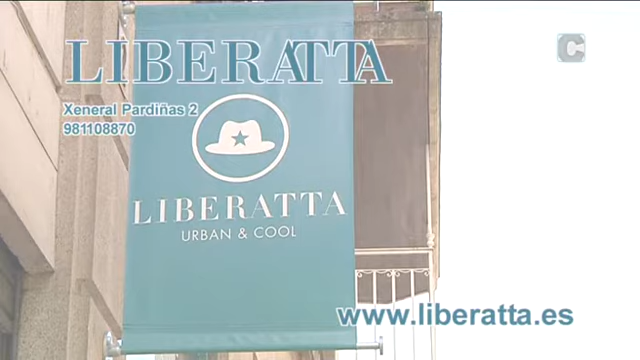 LIBERATTA
Xeneral Pardiñas 2
981108870
LIBERATTA
URBAN & COOL
www.liberatta.es
C